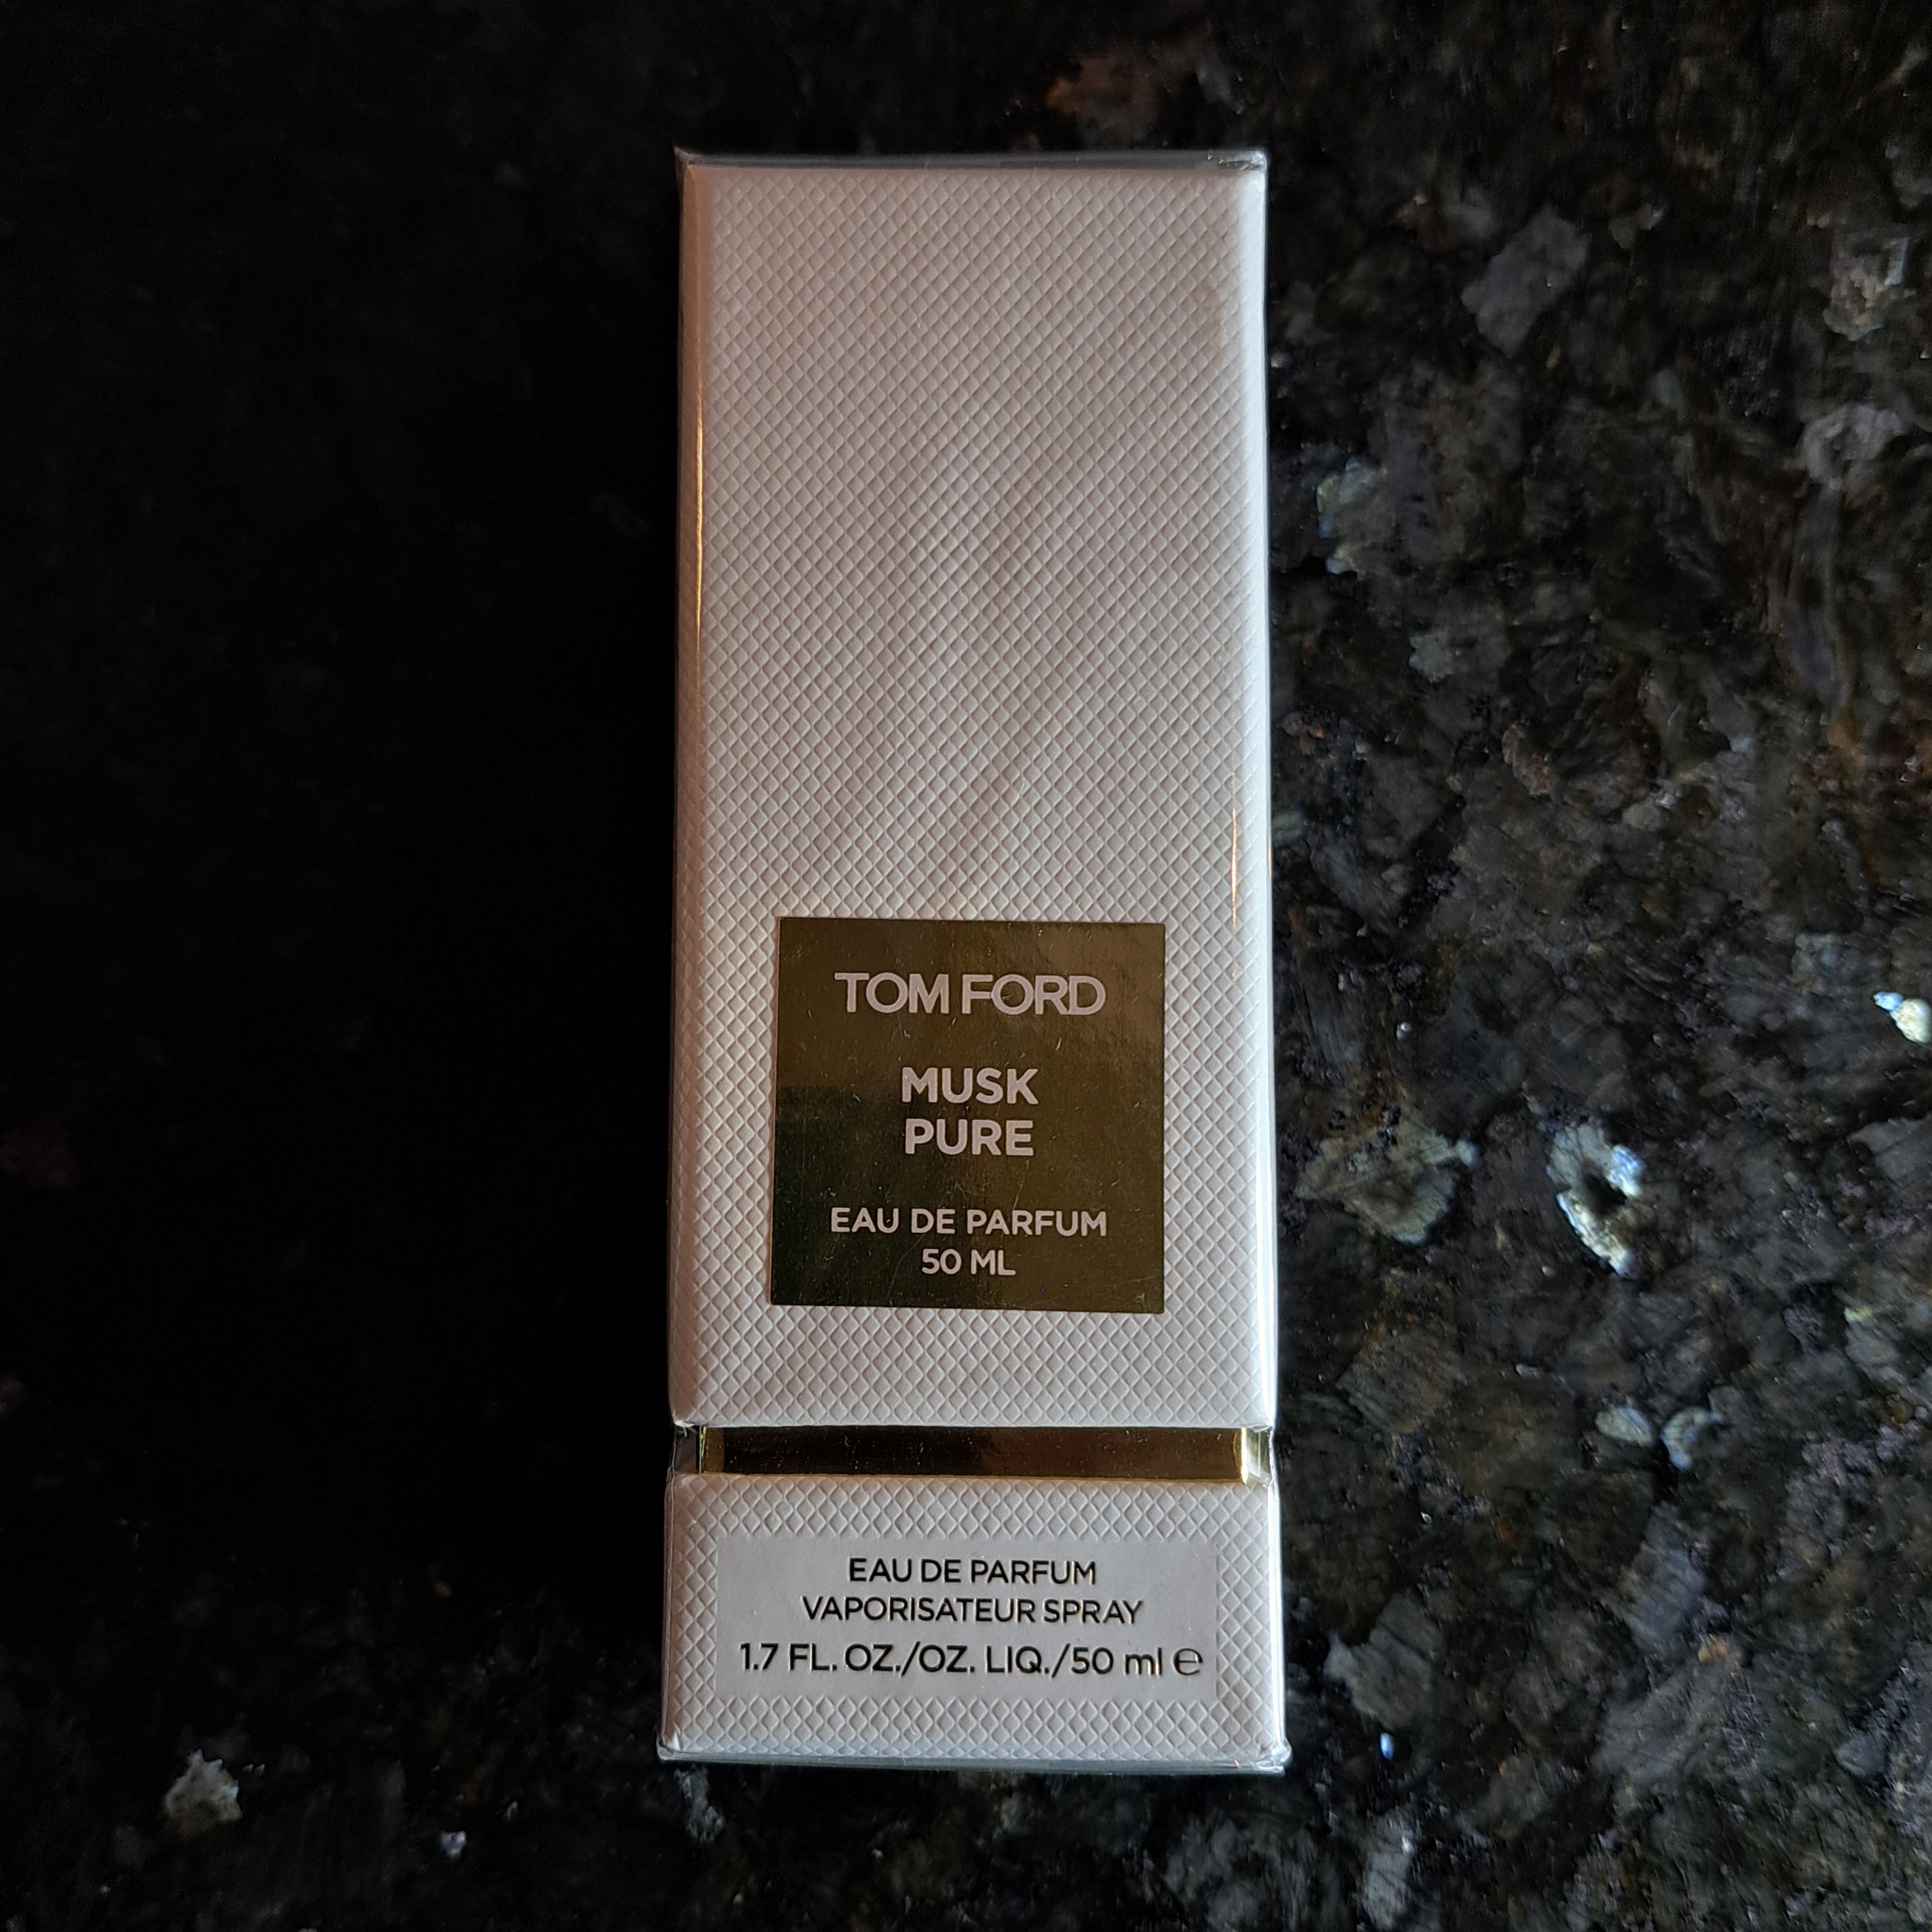 TOM FORD
MUSK
PURE
EAU DE PARFUM
50 ML
EAU DE PARFUM
VAPORISATEUR SPRAY
1.7 FL. OZ./OZ. LIQ./50 ml ℮